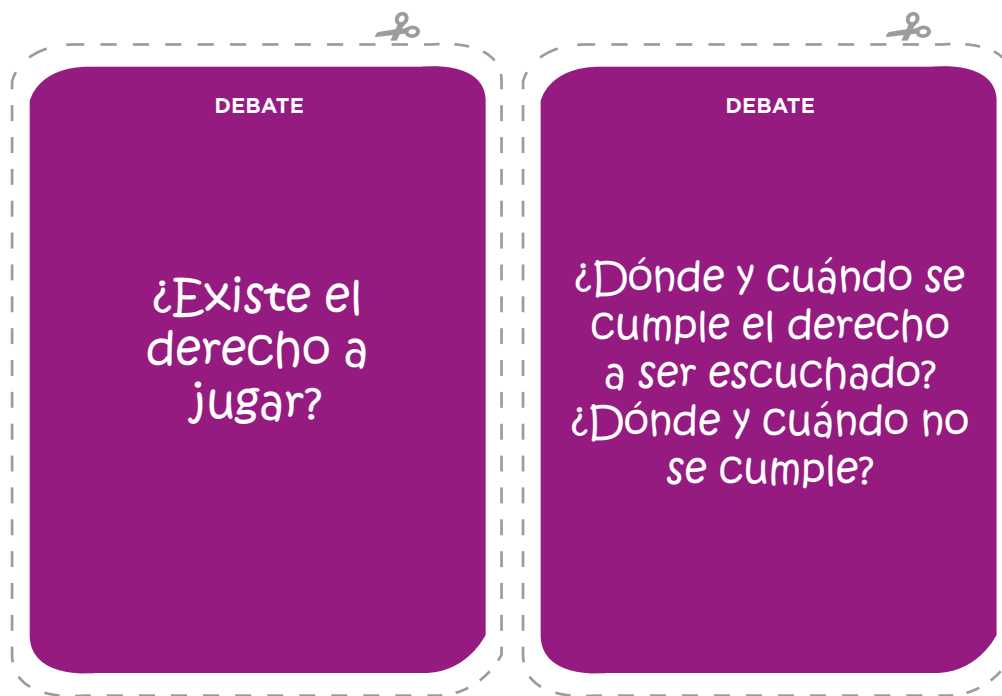 DEBATE
¿Existe el
derecho a
jugar?
DEBATE
¿Dónde y cuándo se
cumple el derecho
a ser escuchado?
¿Dónde y cuándo no
se cumple?